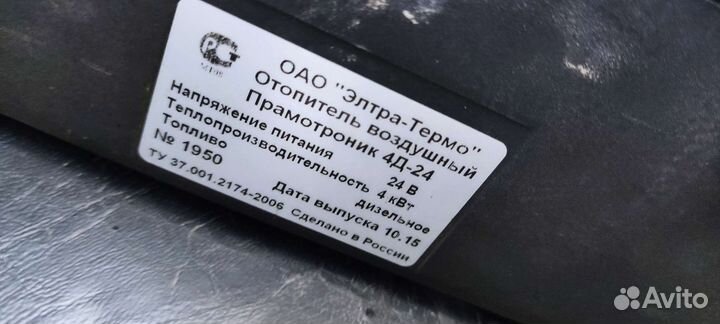 ОАО "Элтра-Термо"
Отопитель воздушный
Прамотроник 4Д-24
Напряжение питания 24 В
Теплопроизводительность 4 кВт
Топливо дизельное
№ 1950 Дата выпуска 10.15
ТУ 37.001.2174-2006 Сделано в России
Avito